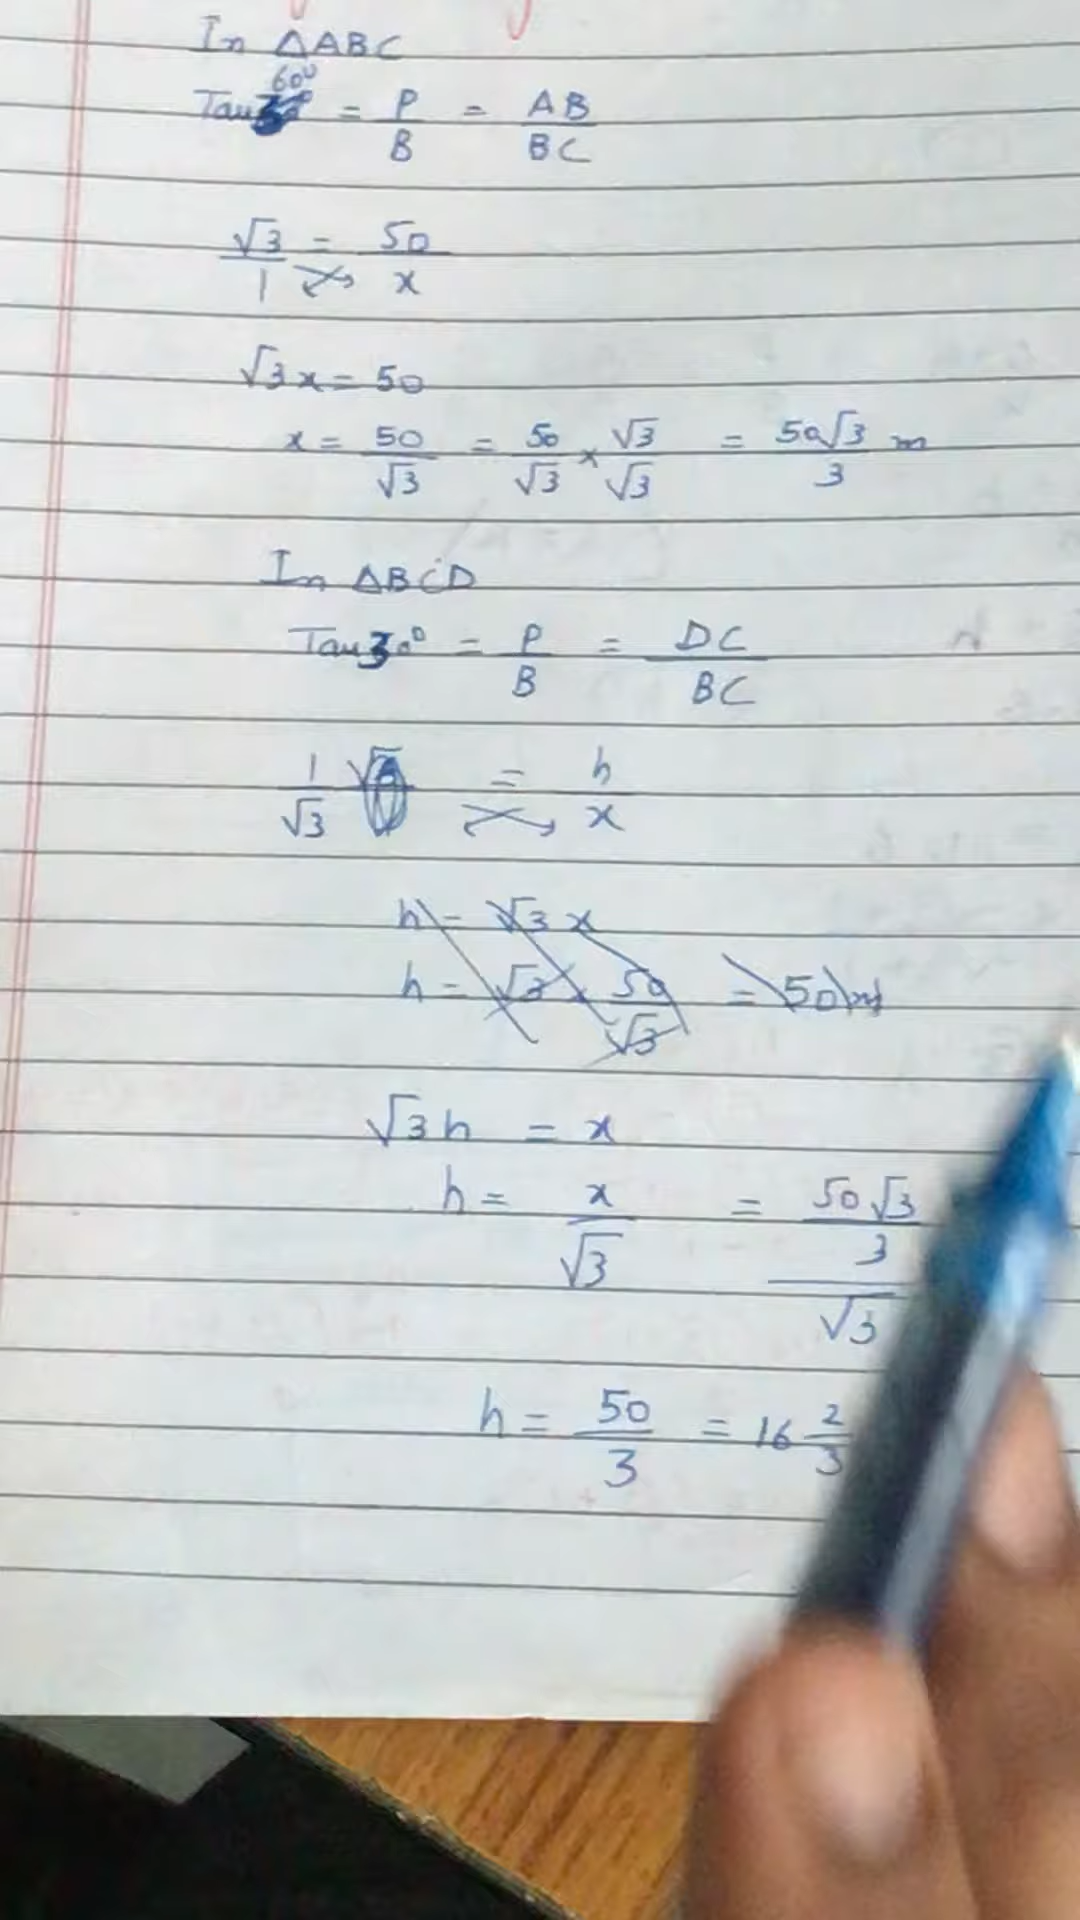 In ΔABC
60°
Tan = P/B = AB/BC
√3/1 = 50/x
√3x = 50
x = 50/√3 = 50/√3 × √3/√3 = 50√3/3 m
In ΔBCD
Tan 30° = P/B = DC/BC
1/√3 = h/x
h = √3 x
h = √3 × 50/√3 = 50m
√3h = x
h = x/√3 = 50√3/3/√3
h = 50/3 = 16 2/3